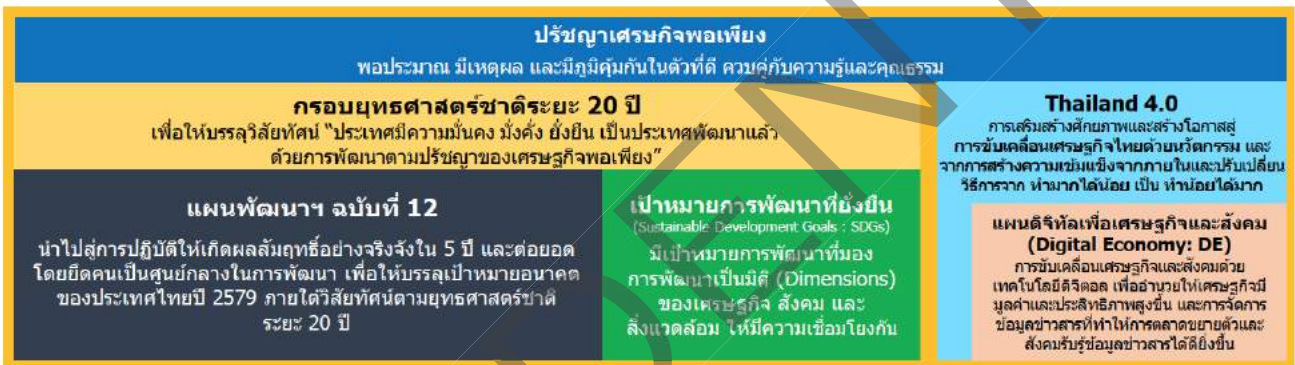 ปรัชญาเศรษฐกิจพอเพียง
พอประมาณ มีเหตุผล และมีภูมิคุ้มกันในตัวที่ดี ควบคู่กับความรู้และคุณธรรม
กรอบยุทธศาสตร์ชาติระยะ 20 ปี
เพื่อให้บรรลุวิสัยทัศน์ “ประเทศมีความมั่นคง มั่งคั่ง ยั่งยืน เป็นประเทศพัฒนาแล้ว
ด้วยการพัฒนาตามปรัชญาของเศรษฐกิจพอเพียง”
แผนพัฒนาฯ ฉบับที่ 12
นำไปสู่การปฏิบัติให้เกิดผลสัมฤทธิ์อย่างจริงจังใน 5 ปี และต่อยอด
โดยยึดคนเป็นศูนย์กลางในการพัฒนา เพื่อให้บรรลุเป้าหมายอนาคต
ของประเทศไทยปี 2579 ภายใต้วิสัยทัศน์ตามยุทธศาสตร์ชาติ
ระยะ 20 ปี
เป้าหมายการพัฒนาที่ยั่งยืน
(Sustainable Development Goals : SDGs)
มีเป้าหมายการพัฒนาที่มอง
การพัฒนาเป็นมิติ (Dimensions)
ของเศรษฐกิจ สังคม และ
สิ่งแวดล้อม ให้มีความเชื่อมโยงกัน
Thailand 4.0
การเสริมสร้างศักยภาพและสร้างโอกาสสู่
การขับเคลื่อนเศรษฐกิจไทยด้วยนวัตกรรม และ
จากการสร้างความเข้มแข็งจากภายในและปรับเปลี่ยน
วิธีการจาก ทำมากได้น้อย เป็น ทำน้อยได้มาก
แผนดิจิทัลเพื่อเศรษฐกิจและสังคม
(Digital Economy: DE)
การขับเคลื่อนเศรษฐกิจและสังคมด้วย
เทคโนโลยีดิจิตอล เพื่ออำนวยให้เศรษฐกิจมี
มูลค่าและประสิทธิภาพสูงขึ้น และการจัดการ
ข้อมูลข่าวสารที่ทำให้การตลาดขยายตัวและ
สังคมรับรู้ข้อมูลข่าวสารได้ดียิ่งขึ้น